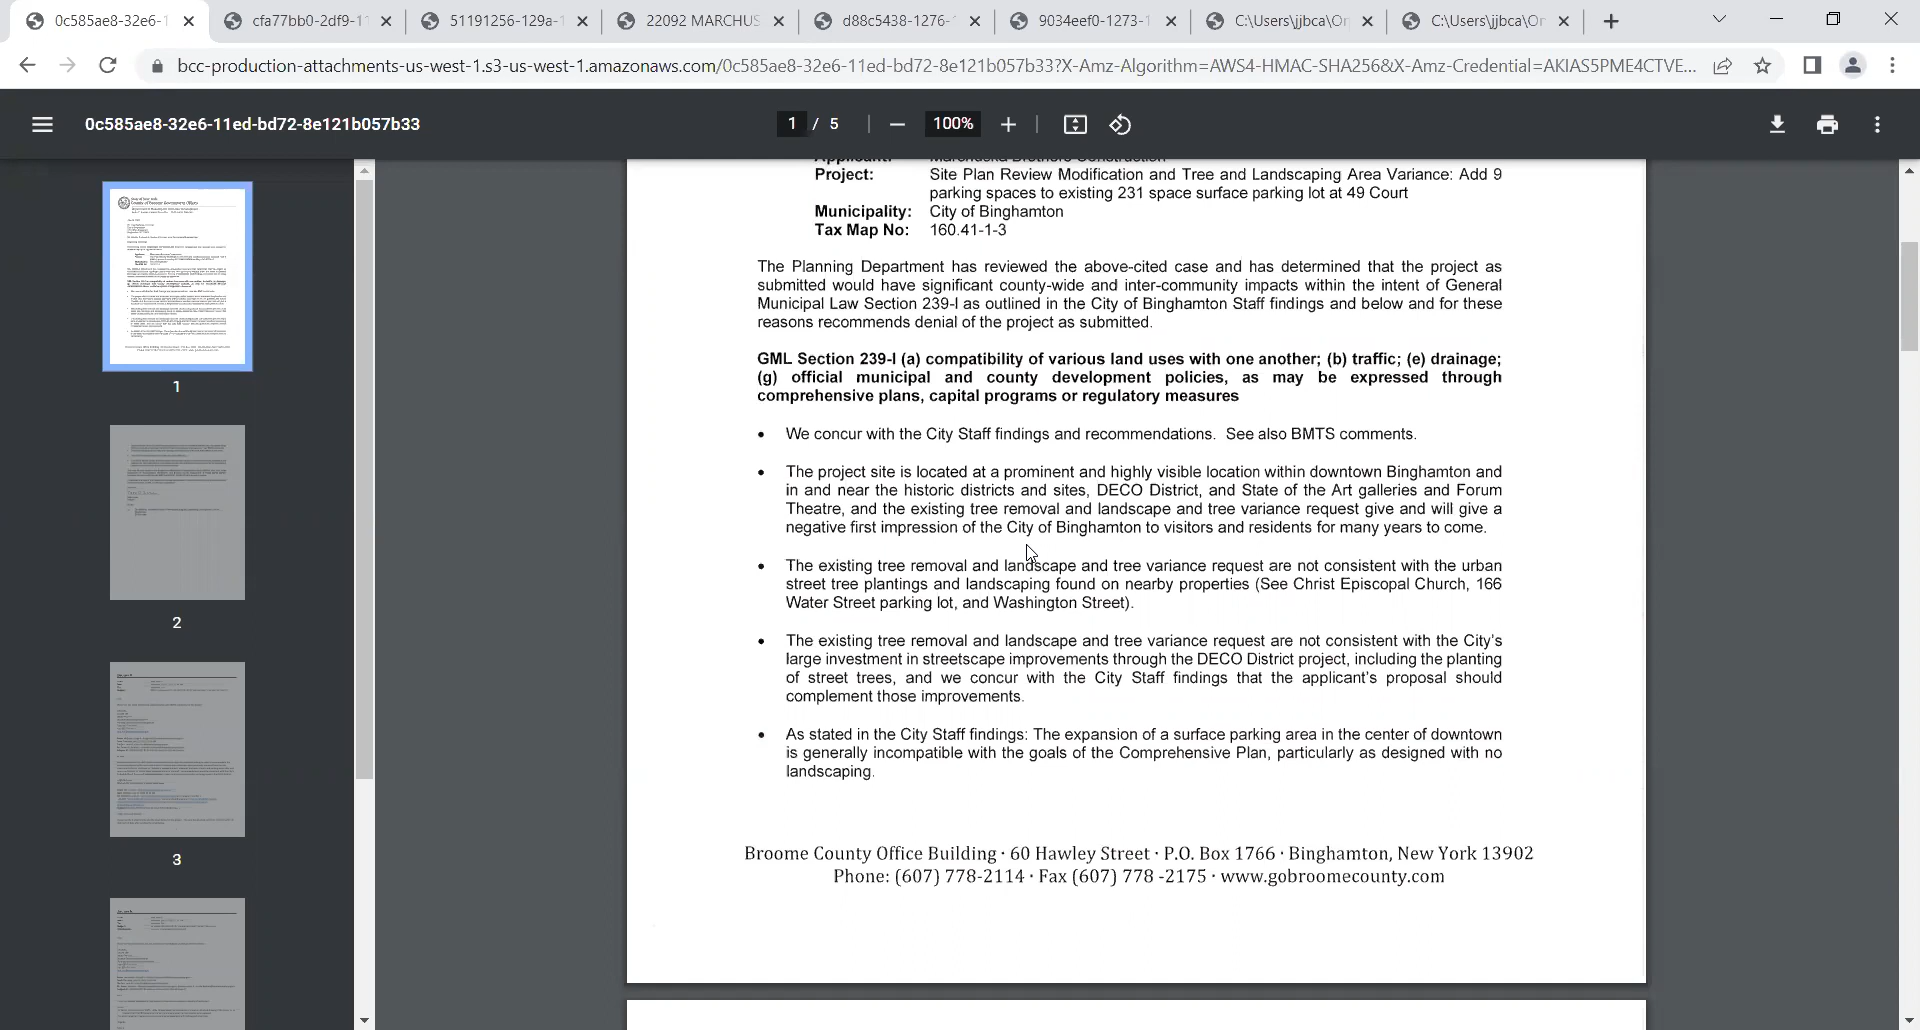 0c585ae8-32e6-1
cfa77bb0-2df9-11
51191256-129a-1
22092 MARCHUS
d88c5438-1276-
9034eef0-1273-1
C:\Users\jjbca\On
C:\Users\jjbca\On
bcc-production-attachments-us-west-1.s3-us-west-1.amazonaws.com/0c585ae8-32e6-11ed-bd72-8e121b057b33?X-Amz-Algorithm=AWS4-HMAC-SHA256&X-Amz-Credential=AKIAS5PME4CTVE...
0c585ae8-32e6-11ed-bd72-8e121b057b33
1 / 5
100%
1
2
3
Applicant: Marchuska Brothers Construction
Project: Site Plan Review Modification and Tree and Landscaping Area Variance: Add 9
parking spaces to existing 231 space surface parking lot at 49 Court
Municipality: City of Binghamton
Tax Map No: 160.41-1-3
The Planning Department has reviewed the above-cited case and has determined that the project as
submitted would have significant county-wide and inter-community impacts within the intent of General
Municipal Law Section 239-l as outlined in the City of Binghamton Staff findings and below and for these
reasons recommends denial of the project as submitted.
GML Section 239-l (a) compatibility of various land uses with one another; (b) traffic; (e) drainage;
(g) official municipal and county development policies, as may be expressed through
comprehensive plans, capital programs or regulatory measures
• We concur with the City Staff findings and recommendations. See also BMTS comments.
• The project site is located at a prominent and highly visible location within downtown Binghamton and
in and near the historic districts and sites, DECO District, and State of the Art galleries and Forum
Theatre, and the existing tree removal and landscape and tree variance request give and will give a
negative first impression of the City of Binghamton to visitors and residents for many years to come.
• The existing tree removal and landscape and tree variance request are not consistent with the urban
street tree plantings and landscaping found on nearby properties (See Christ Episcopal Church, 166
Water Street parking lot, and Washington Street).
• The existing tree removal and landscape and tree variance request are not consistent with the City's
large investment in streetscape improvements through the DECO District project, including the planting
of street trees, and we concur with the City Staff findings that the applicant's proposal should
complement those improvements.
• As stated in the City Staff findings: The expansion of a surface parking area in the center of downtown
is generally incompatible with the goals of the Comprehensive Plan, particularly as designed with no
landscaping.
Broome County Office Building · 60 Hawley Street · P.O. Box 1766 · Binghamton, New York 13902
Phone: (607) 778-2114 · Fax (607) 778 -2175 · www.gobroomecounty.com